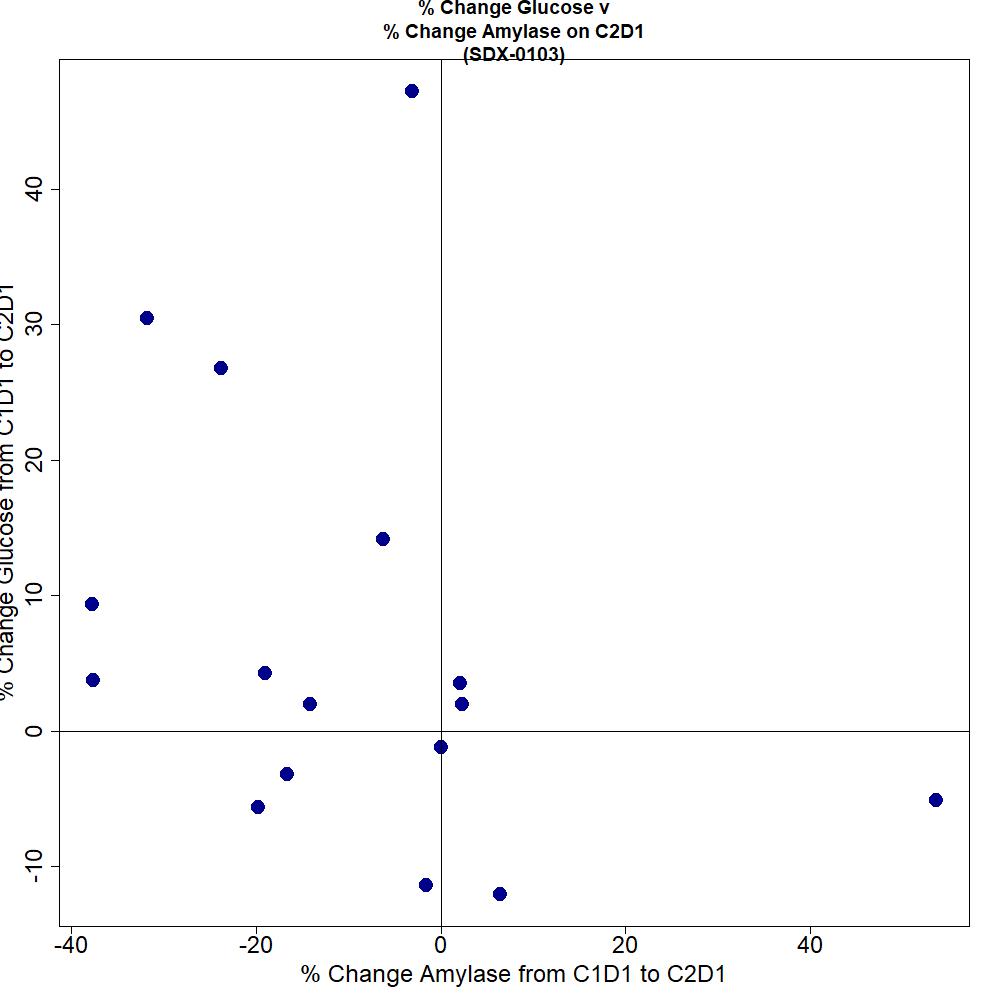 % Change Glucose v
% Change Amylase on C2D1
(SDX-0103)
% Change Glucose from C1D1 to C2D1
40
30
20
10
0
-10
-40
-20
0
20
40
% Change Amylase from C1D1 to C2D1